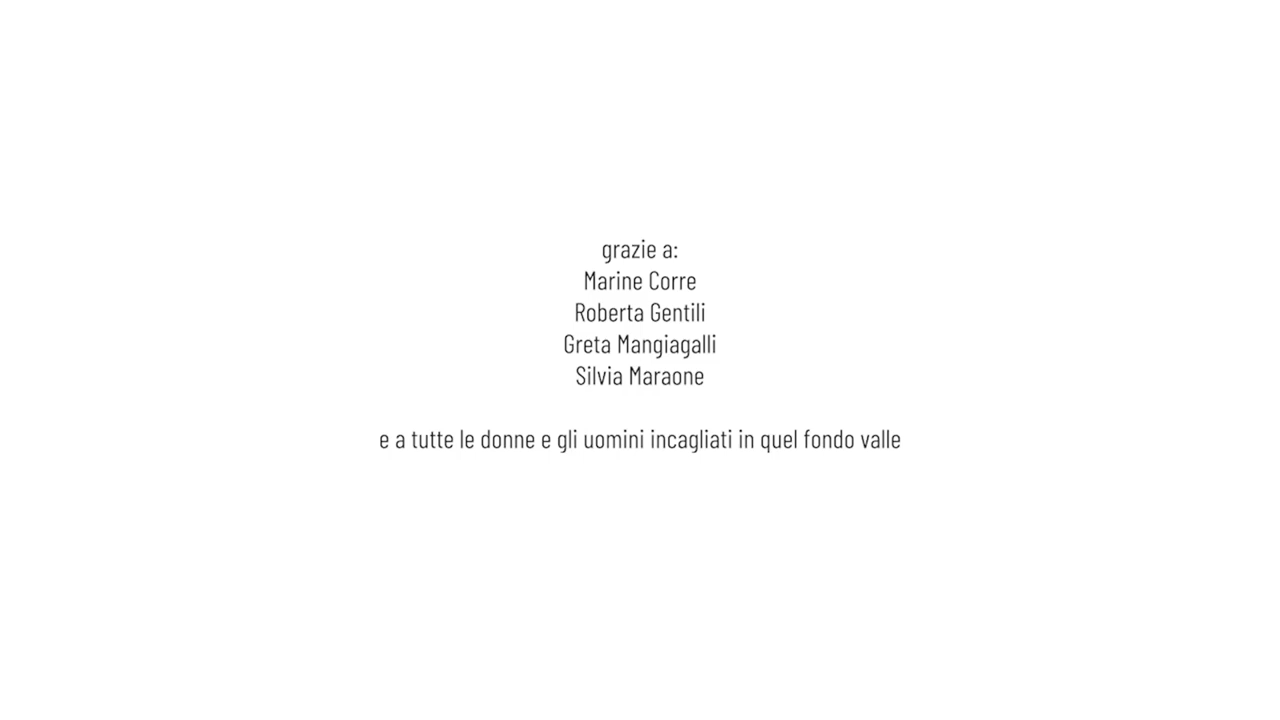 grazie a:
Marine Corre
Roberta Gentili
Greta Mangiagalli
Silvia Maraone
e a tutte le donne e gli uomini incagliati in quel fondo valle